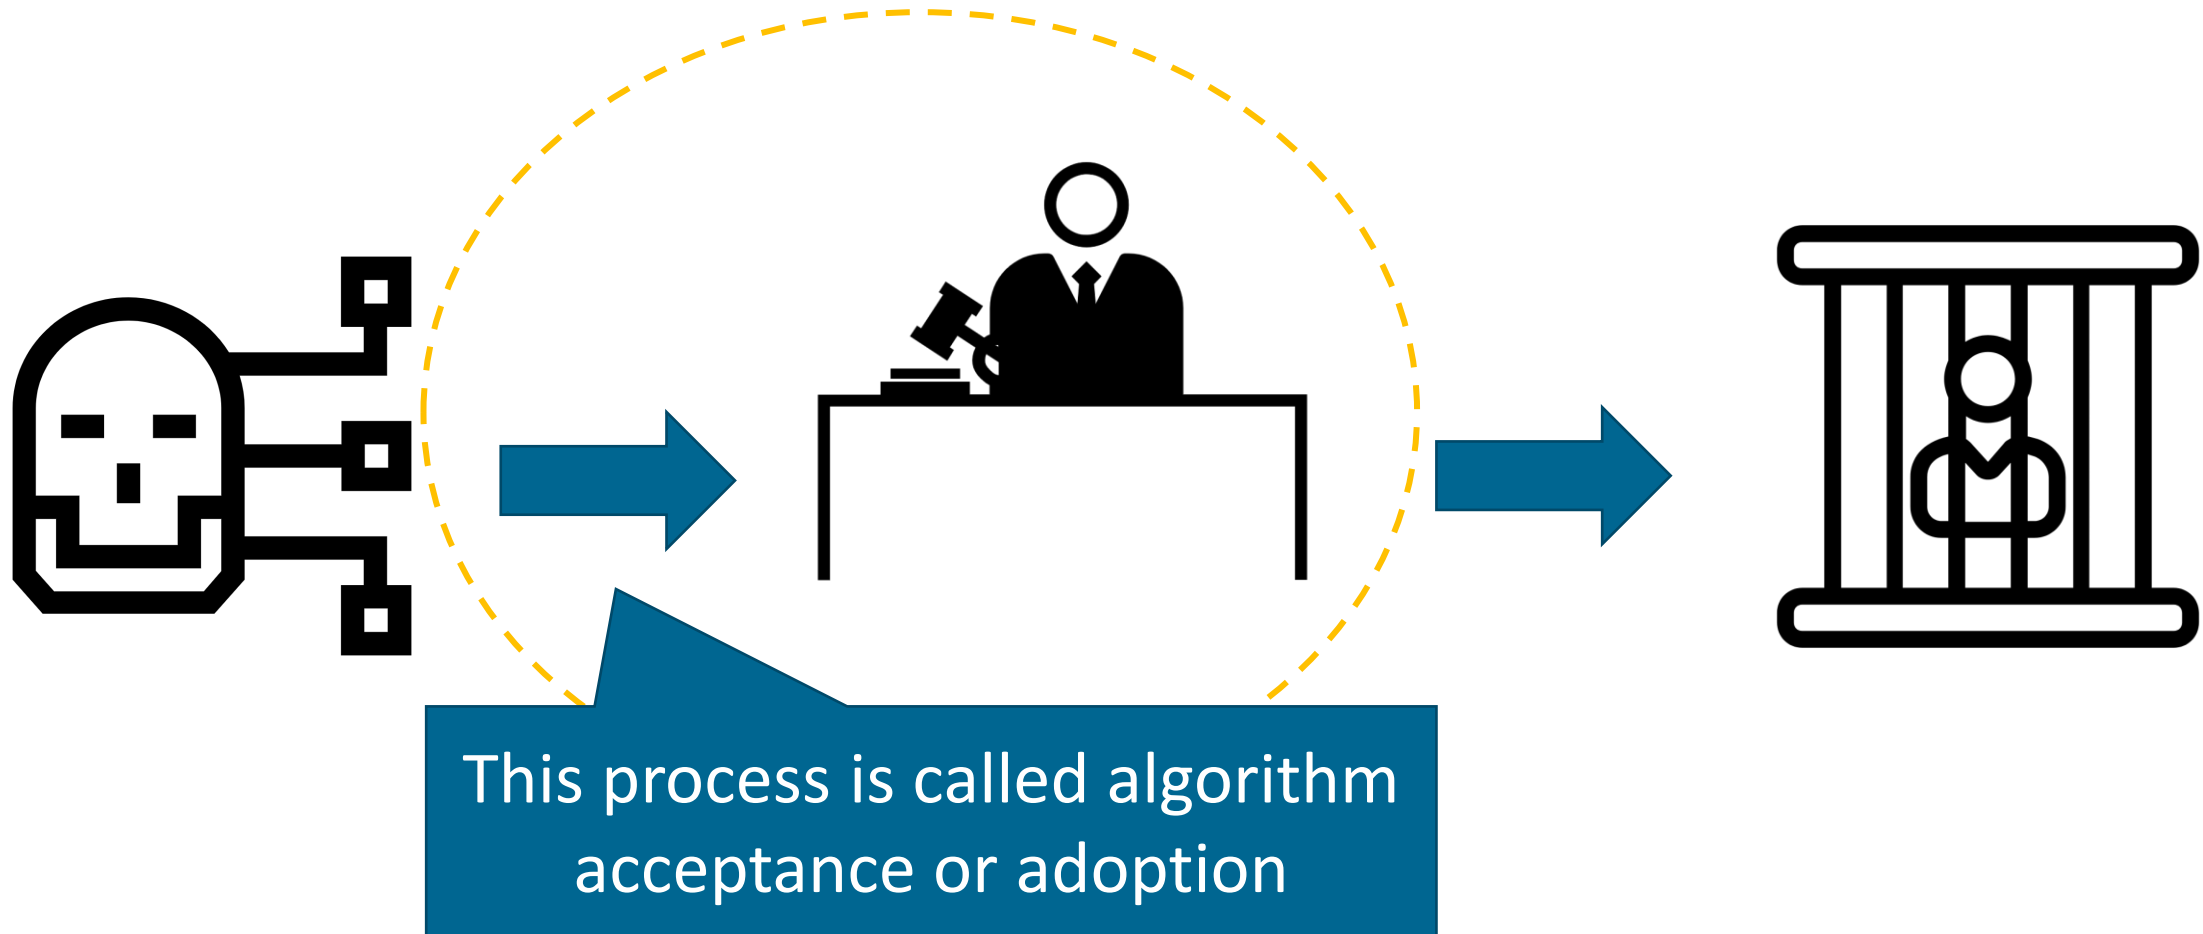 This process is called algorithm
acceptance or adoption